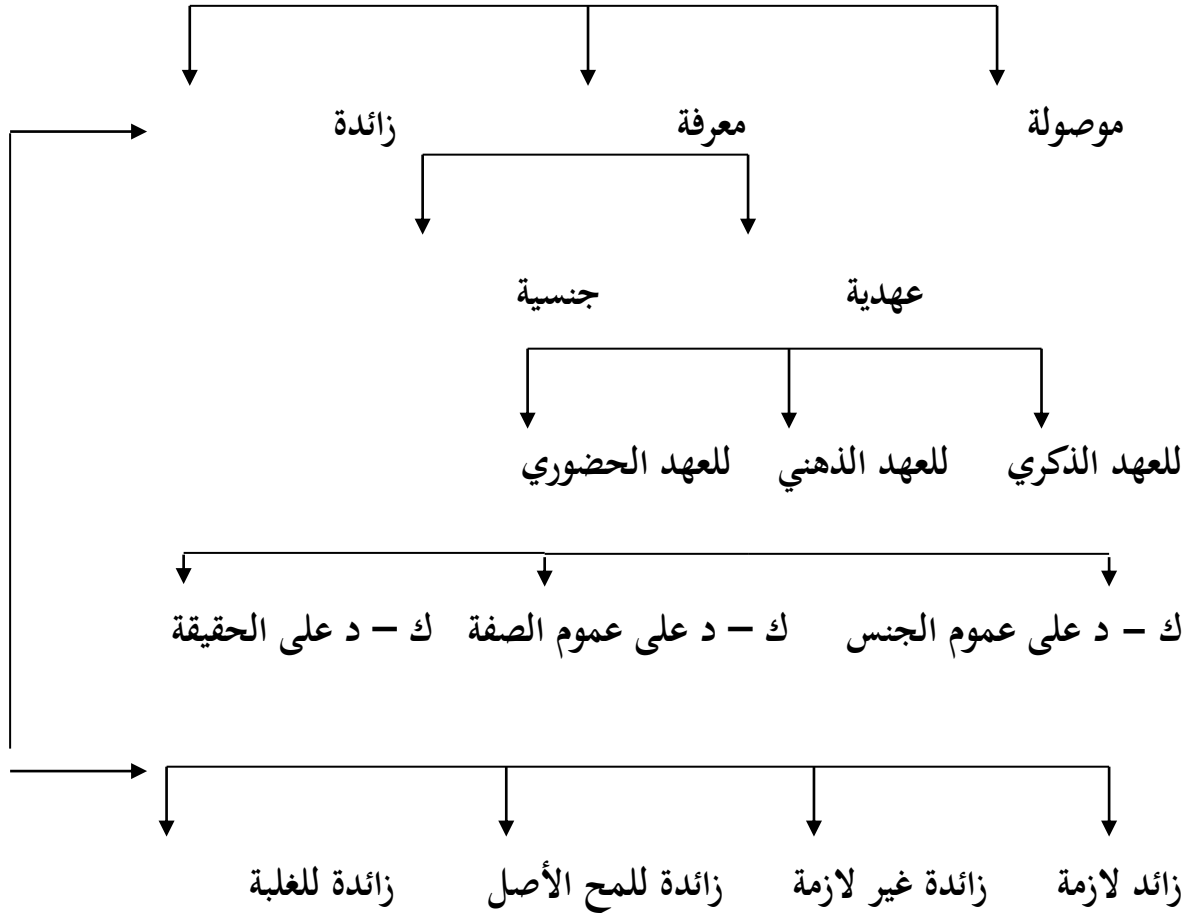 موصولة معرفة زائدة
عهدية جنسية
للعهد الذكري للعهد الذهني للعهد الحضوري
ك – د على عموم الجنس ك – د على عموم الصفة ك – د على الحقيقة
زائد لازمة زائدة غير لازمة زائدة للمح الأصل زائدة للغلبة